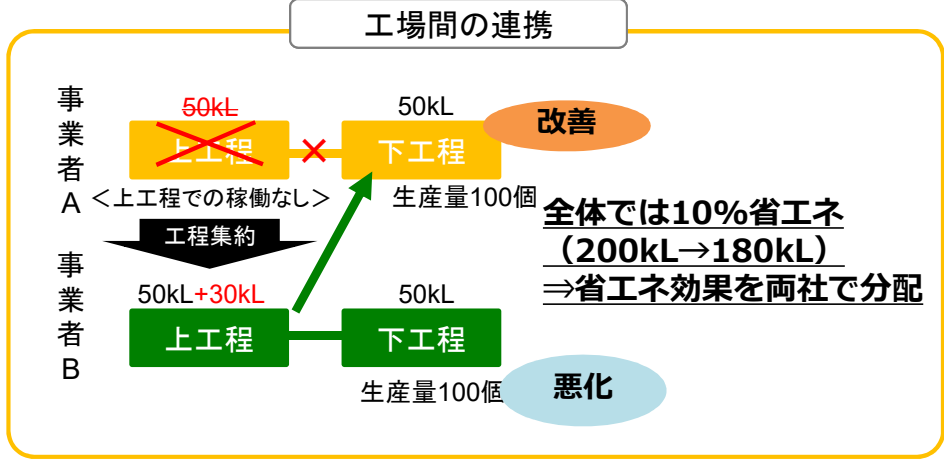 工場間の連携
事業者A
50kL
50kL
上工程
下工程
改善
＜上工程での稼働なし＞
生産量100個
工程集約
全体では10%省エネ
（200kL→180kL）
⇒省エネ効果を両社で分配
事業者B
50kL+30kL
50kL
上工程
下工程
生産量100個
悪化